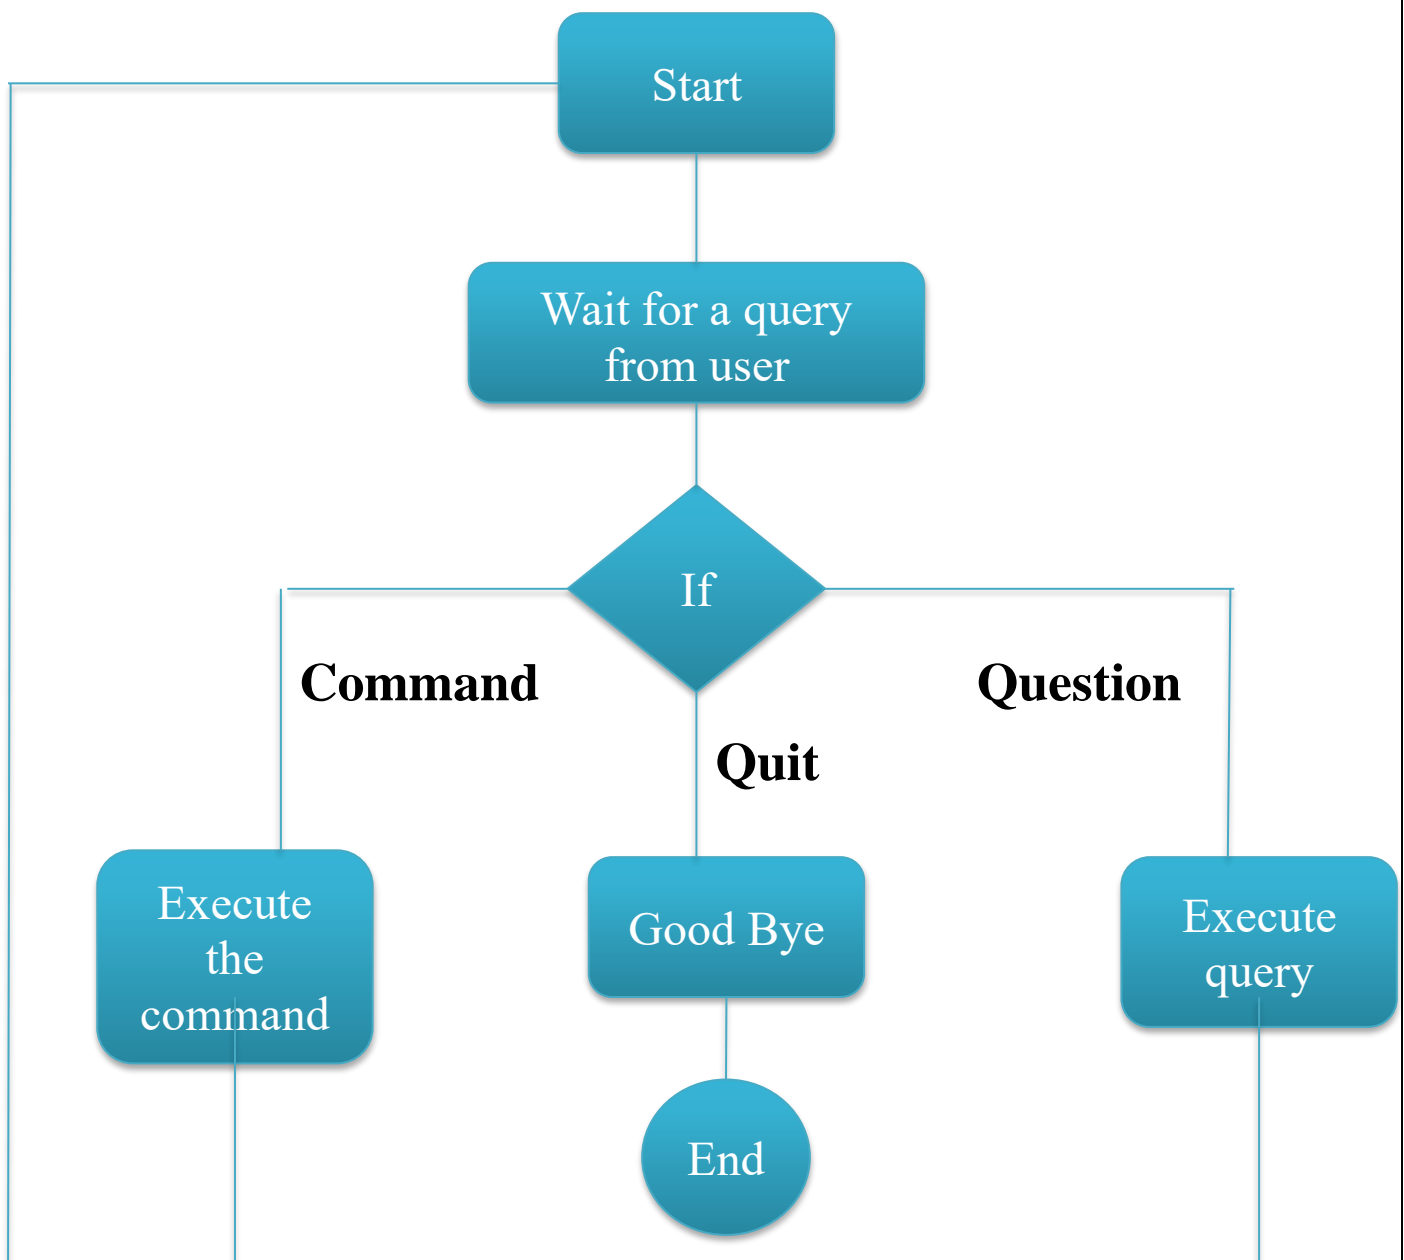 Start
Wait for a query
from user
If
Command
Question
Quit
Execute
the
command
Good Bye
Execute
query
End